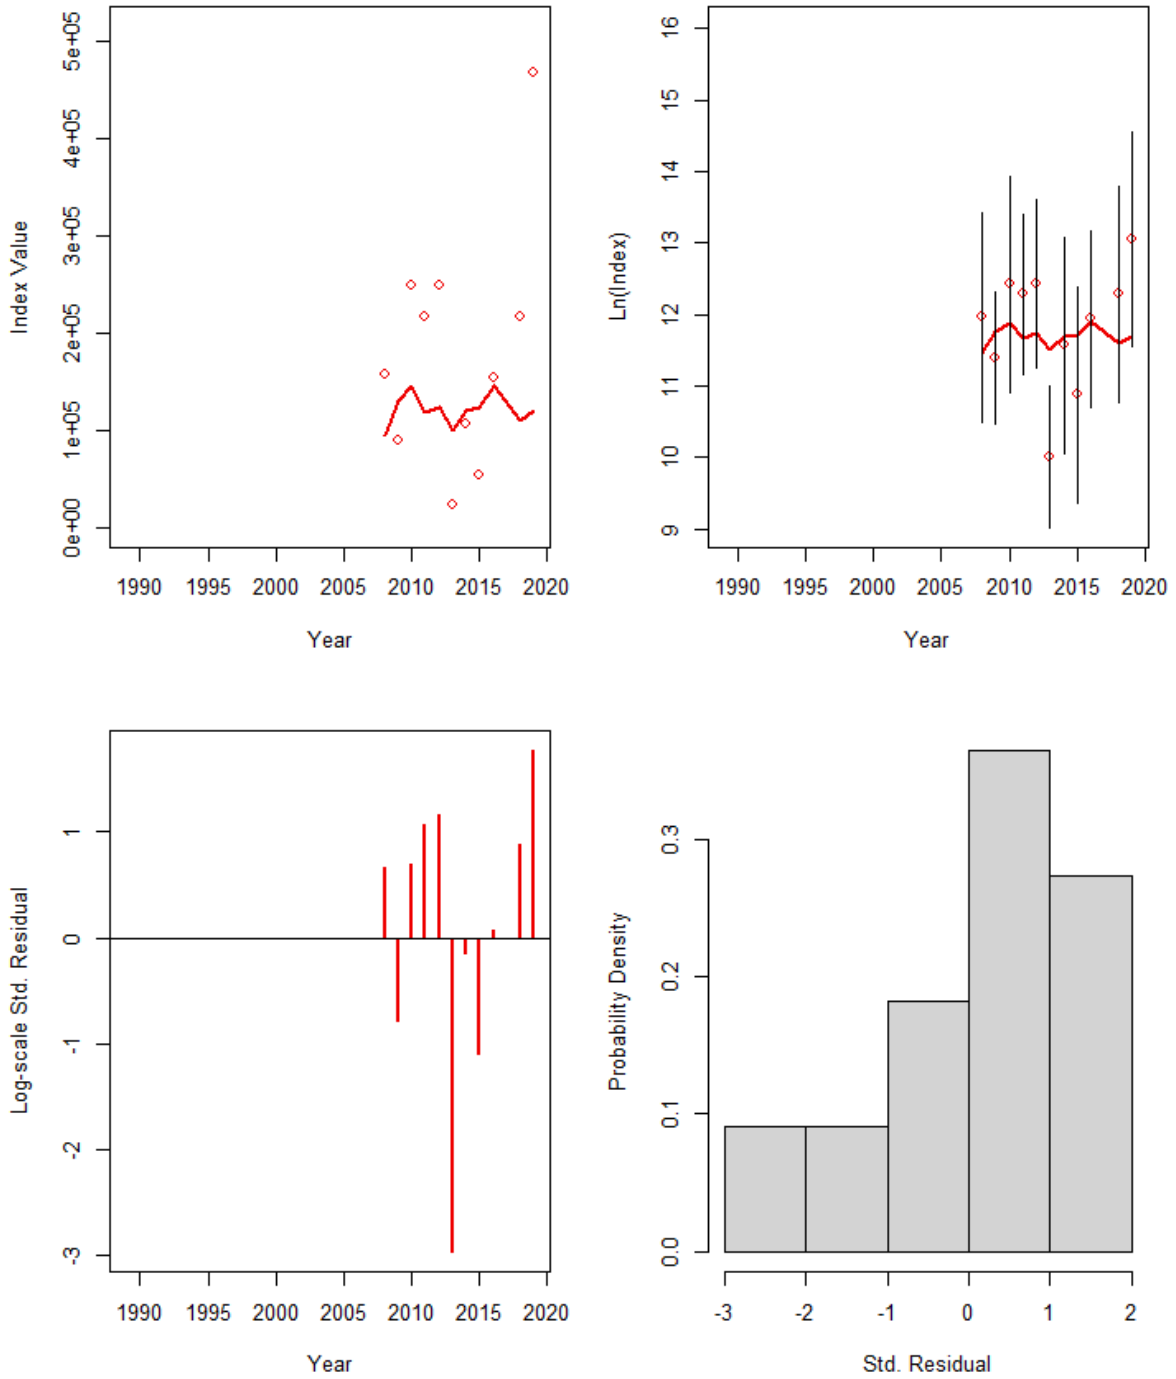 Index Value
5e+05
4e+05
3e+05
2e+05
1e+05
0e+00
1990 1995 2000 2005 2010 2015 2020
Year
Ln(Index)
16
15
14
13
12
11
10
9
1990 1995 2000 2005 2010 2015 2020
Year
Log-scale Std. Residual
1
0
-1
-2
-3
1990 1995 2000 2005 2010 2015 2020
Year
Probability Density
0.3
0.2
0.1
0.0
-3 -2 -1 0 1 2
Std. Residual